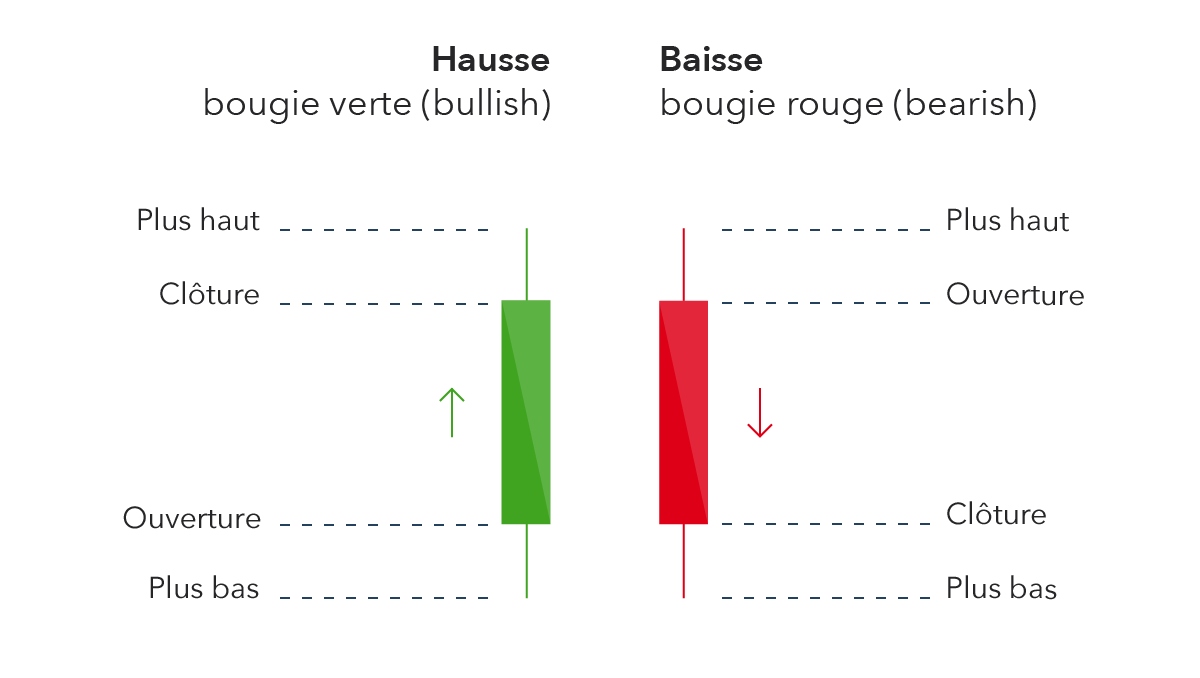 Hausse
bougie verte (bullish)
Baisse
bougie rouge (bearish)
Plus haut
Clôture
Ouverture
Plus bas
Plus haut
Ouverture
Clôture
Plus bas